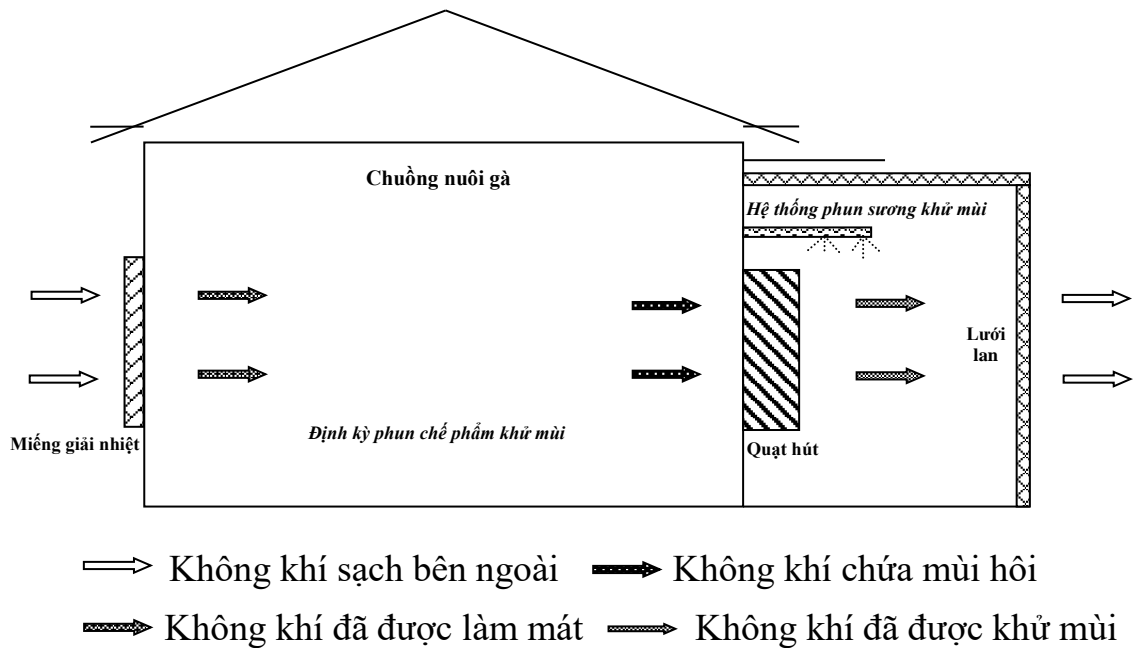 Chuồng nuôi gà
Hệ thống phun sương khử mùi
Lưới
lan
Miếng giải nhiệt
Định kỳ phun chế phẩm khử mùi
Quạt hút
Không khí sạch bên ngoài
Không khí chứa mùi hôi
Không khí đã được làm mát
Không khí đã được khử mùi